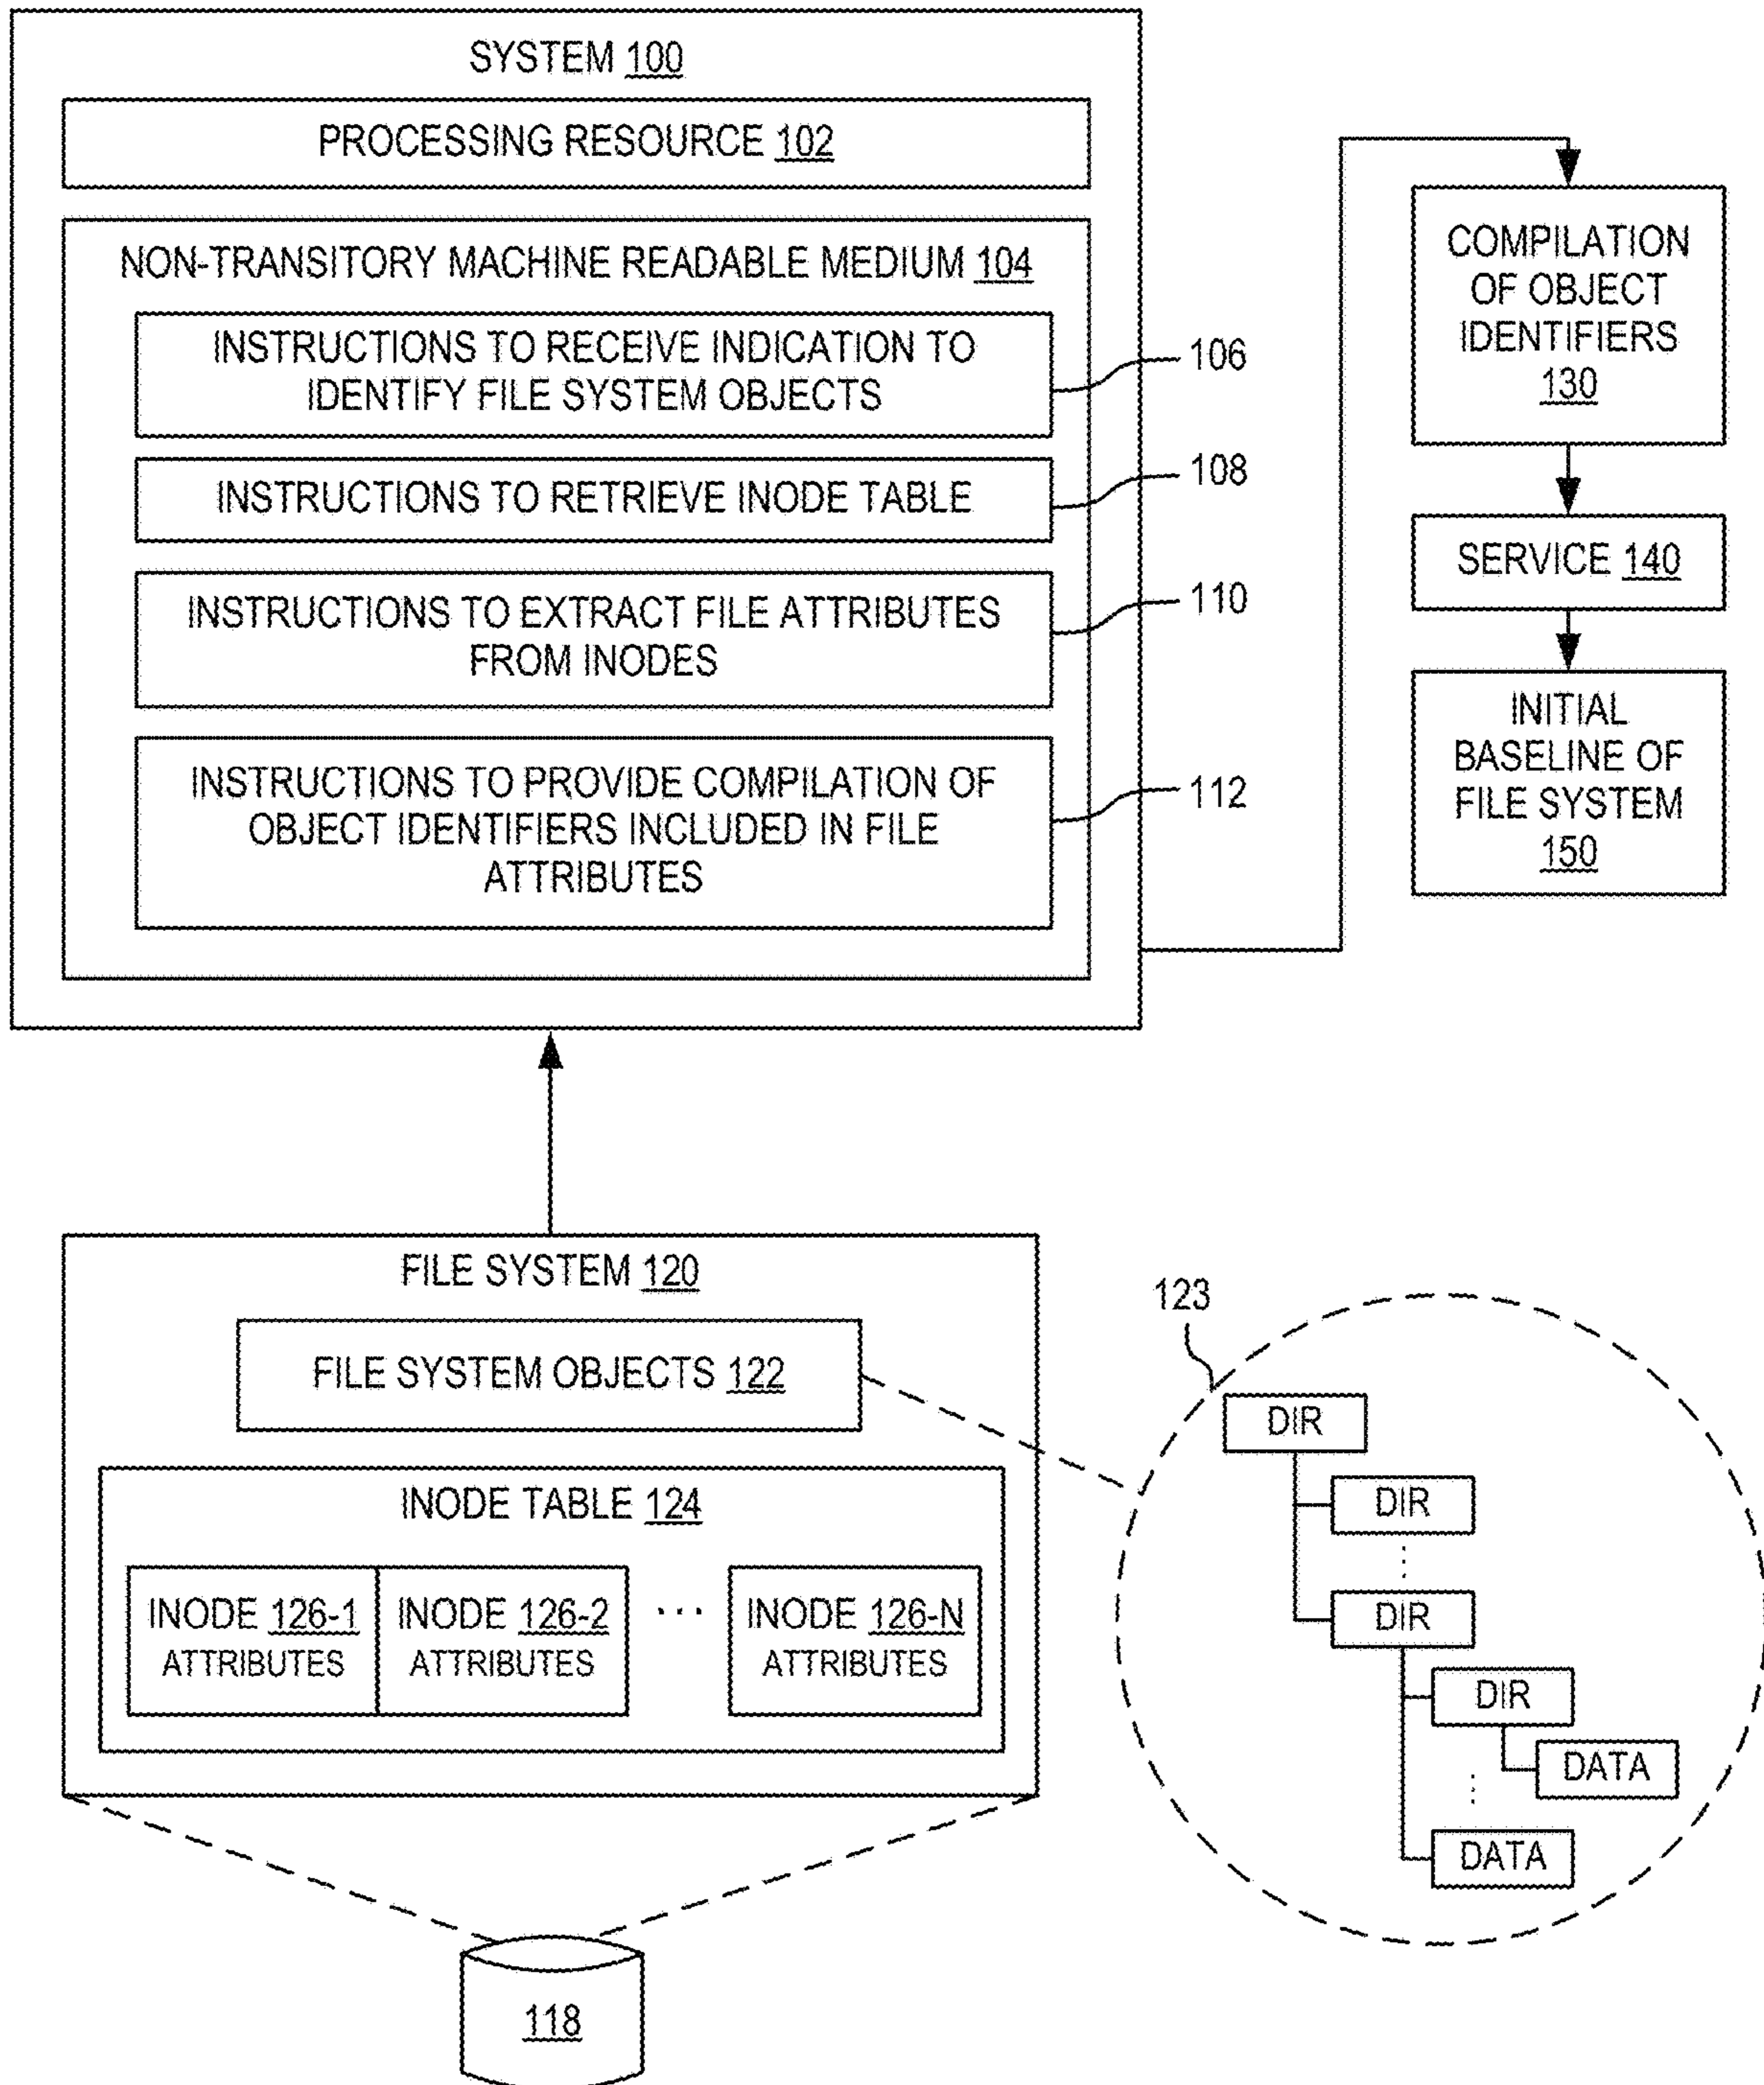 SYSTEM 100
PROCESSING RESOURCE 102
NON-TRANSITORY MACHINE READABLE MEDIUM 104
INSTRUCTIONS TO RECEIVE INDICATION TO
IDENTIFY FILE SYSTEM OBJECTS
106
INSTRUCTIONS TO RETRIEVE INODE TABLE
108
INSTRUCTIONS TO EXTRACT FILE ATTRIBUTES
FROM INODES
110
INSTRUCTIONS TO PROVIDE COMPILATION OF
OBJECT IDENTIFIERS INCLUDED IN FILE
ATTRIBUTES
112
COMPILATION
OF OBJECT
IDENTIFIERS
130
SERVICE 140
INITIAL
BASELINE OF
FILE SYSTEM
150
FILE SYSTEM 120
FILE SYSTEM OBJECTS 122
INODE TABLE 124
INODE 126-1
ATTRIBUTES
INODE 126-2
ATTRIBUTES
...
INODE 126-N
ATTRIBUTES
123
DIR
DIR
...
DIR
DIR
DATA
...
DATA
118